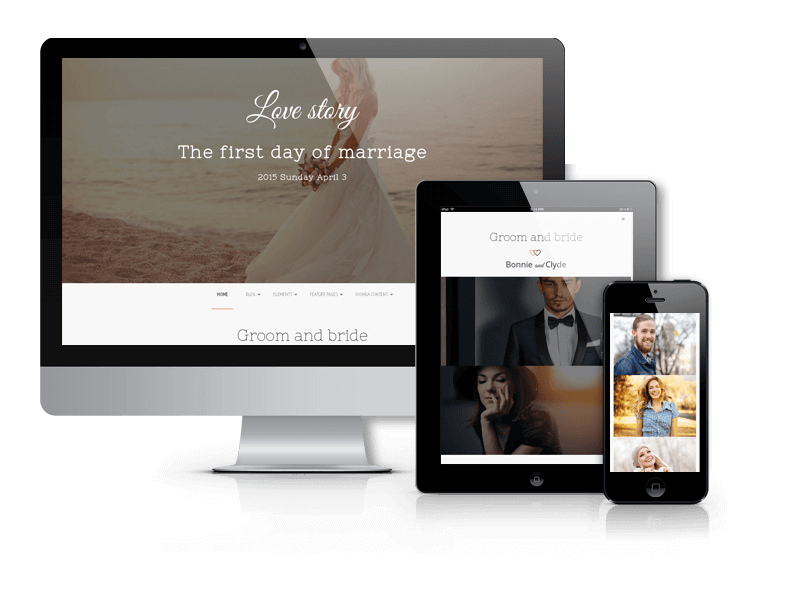 Love story
The first day of marriage
2015 Sunday April 3
HOME BLOG ELEMENTS FEATURE PAGES JOOMLA CONTENT
Groom and bride
iPad
Groom and bride
Bonnie and Clyde